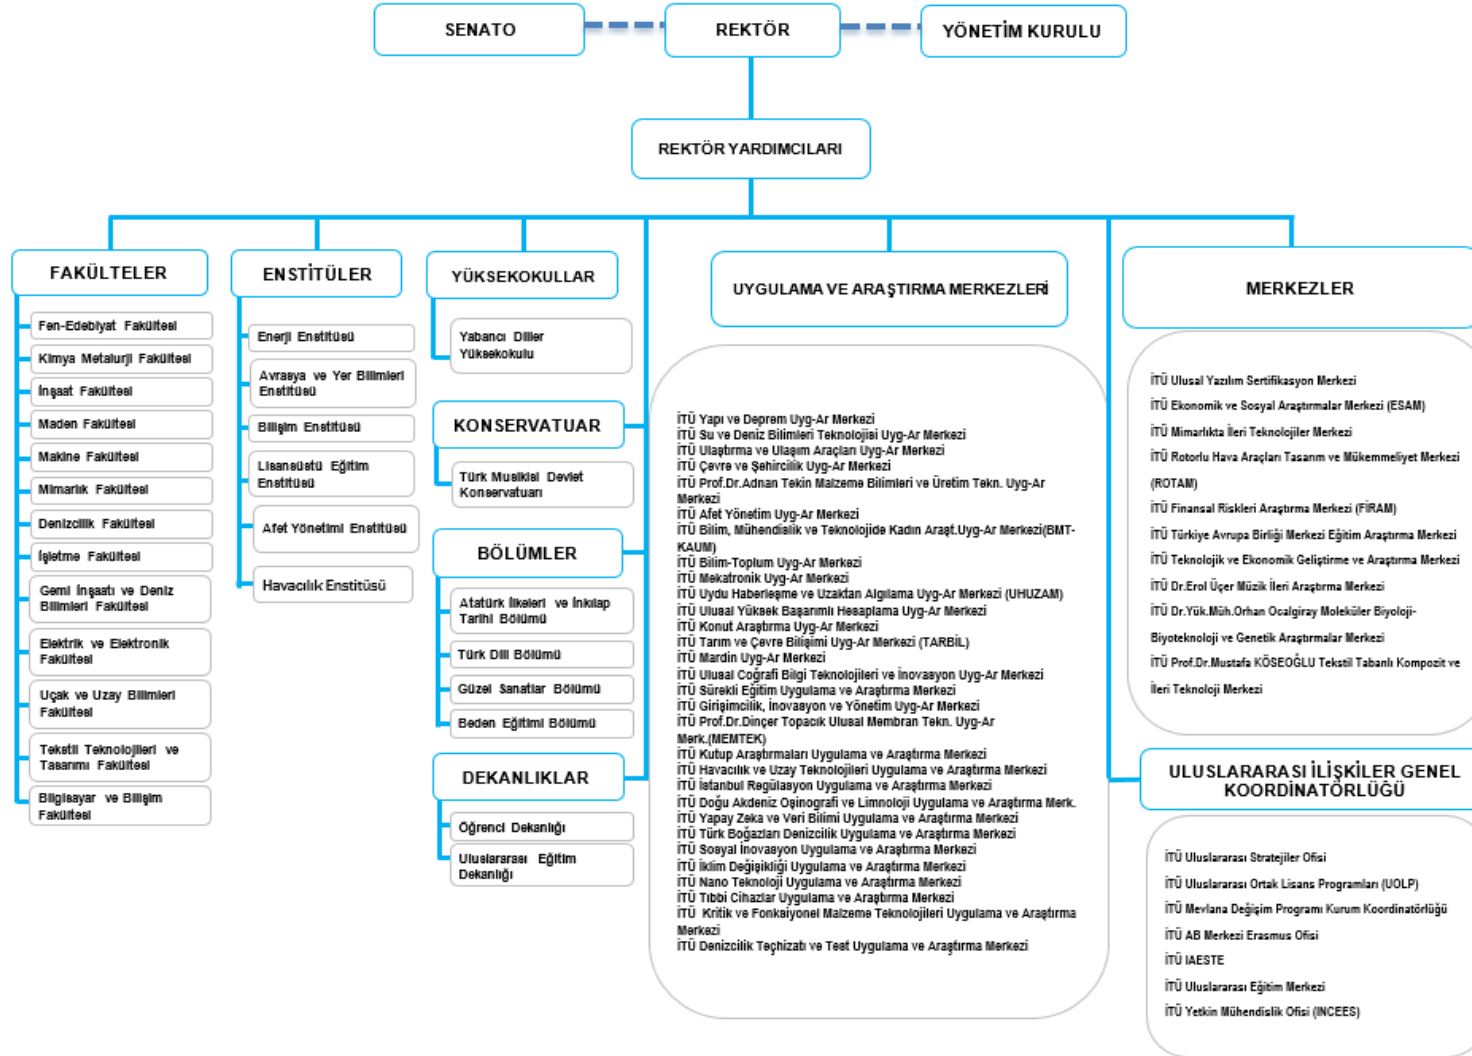 SENATO
REKTÖR
YÖNETİM KURULU
REKTÖR YARDIMCILARI
FAKÜLTELER
Fen-Edebiyat Fakültesi
Kimya Metalurji Fakültesi
İnşaat Fakültesi
Maden Fakültesi
Makine Fakültesi
Mimarlık Fakültesi
Denizcilik Fakültesi
İşletme Fakültesi
Gemi İnşaatı ve Deniz
Bilimleri Fakültesi
Elektrik ve Elektronik
Fakültesi
Uçak ve Uzay Bilimleri
Fakültesi
Tekstil Teknolojileri ve
Tasarımı Fakültesi
Bilgisayar ve Bilişim
Fakültesi
ENSTİTÜLER
Enerji Enstitüsü
Avrasya ve Yer Bilimleri
Enstitüsü
Bilişim Enstitüsü
Lisansüstü Eğitim
Enstitüsü
Afet Yönetimi Enstitüsü
Havacılık Enstitüsü
YÜKSEKOKULLAR
Yabancı Diller
Yüksekokulu
KONSERVATUAR
Türk Musikisi Devlet
Konservatuarı
BÖLÜMLER
Atatürk İlkeleri ve İnkılap
Tarihi Bölümü
Türk Dili Bölümü
Güzel Sanatlar Bölümü
Beden Eğitimi Bölümü
DEKANLIKLAR
Öğrenci Dekanlığı
Uluslararası Eğitim
Dekanlığı
UYGULAMA VE ARAŞTIRMA MERKEZLERİ
İTÜ Yapı ve Deprem Uyg-Ar Merkezi
İTÜ Su ve Deniz Bilimleri Teknolojisi Uyg-Ar Merkezi
İTÜ Ulaştırma ve Ulaşım Araçları Uyg-Ar Merkezi
İTÜ Çevre ve Şehircilik Uyg-Ar Merkezi
İTÜ Prof.Dr.Adnan Tekin Malzeme Bilimleri ve Üretim Tekn. Uyg-Ar
Merkezi
İTÜ Afet Yönetim Uyg-Ar Merkezi
İTÜ Bilim, Mühendislik ve Teknolojide Kadın Araşt.Uyg-Ar Merkezi(BMT-
KAUM)
İTÜ Bilim-Toplum Uyg-Ar Merkezi
İTÜ Mekatronik Uyg-Ar Merkezi
İTÜ Uydu Haberleşme ve Uzaktan Algılama Uyg-Ar Merkezi (UHUZAM)
İTÜ Ulusal Yüksek Başarımlı Hesaplama Uyg-Ar Merkezi
İTÜ Konut Araştırma Uyg-Ar Merkezi
İTÜ Tarım ve Çevre Bilişimi Uyg-Ar Merkezi (TARBİL)
İTÜ Mardin Uyg-Ar Merkezi
İTÜ Ulusal Coğrafi Bilgi Teknolojileri ve İnovasyon Uyg-Ar Merkezi
İTÜ Sürekli Eğitim Uygulama ve Araştırma Merkezi
İTÜ Girişimcilik, İnovasyon ve Yönetim Uyg-Ar Merkezi
İTÜ Prof.Dr.Dinçer Topacık Ulusal Membran Tekn. Uyg-Ar
Merk.(MEMTEK)
İTÜ Kutup Araştırmaları Uygulama ve Araştırma Merkezi
İTÜ Havacılık ve Uzay Teknolojileri Uygulama ve Araştırma Merkezi
İTÜ İstanbul Regülasyon Uygulama ve Araştırma Merkezi
İTÜ Doğu Akdeniz Oşinografi ve Limnoloji Uygulama ve Araştırma Merk.
İTÜ Yapay Zeka ve Veri Bilimi Uygulama ve Araştırma Merkezi
İTÜ Türk Boğazları Denizcilik Uygulama ve Araştırma Merkezi
İTÜ Sosyal İnovasyon Uygulama ve Araştırma Merkezi
İTÜ İklim Değişikliği Uygulama ve Araştırma Merkezi
İTÜ Nano Teknoloji Uygulama ve Araştırma Merkezi
İTÜ Tıbbi Cihazlar Uygulama ve Araştırma Merkezi
İTÜ Kritik ve Fonksiyonel Malzeme Teknolojileri Uygulama ve Araştırma
Merkezi
İTÜ Denizcilik Teçhizatı ve Test Uygulama ve Araştırma Merkezi
MERKEZLER
İTÜ Ulusal Yazılım Sertifikasyon Merkezi
İTÜ Ekonomik ve Sosyal Araştırmalar Merkezi (ESAM)
İTÜ Mimarlıkta İleri Teknolojiler Merkezi
İTÜ Rotorlu Hava Araçları Tasarım ve Mükemmeliyet Merkezi
(ROTAM)
İTÜ Finansal Riskleri Araştırma Merkezi (FİRAM)
İTÜ Türkiye Avrupa Birliği Merkezi Eğitim Araştırma Merkezi
İTÜ Teknolojik ve Ekonomik Geliştirme ve Araştırma Merkezi
İTÜ Dr.Erol Üçer Müzik İleri Araştırma Merkezi
İTÜ Dr.Yük.Müh.Orhan Ocalgiray Moleküler Biyoloji-
Biyoteknoloji ve Genetik Araştırmalar Merkezi
İTÜ Prof.Dr.Mustafa KÖSEOĞLU Tekstil Tabanlı Kompozit ve
İleri Teknoloji Merkezi
ULUSLARARASI İLİŞKİLER GENEL
KOORDİNATÖRLÜĞÜ
İTÜ Uluslararası Stratejiler Ofisi
İTÜ Uluslararası Ortak Lisans Programları (UOLP)
İTÜ Mevlana Değişim Programı Kurum Koordinatörlüğü
İTÜ AB Merkezi Erasmus Ofisi
İTÜ IAESTE
İTÜ Uluslararası Eğitim Merkezi
İTÜ Yetkin Mühendislik Ofisi (INCEES)